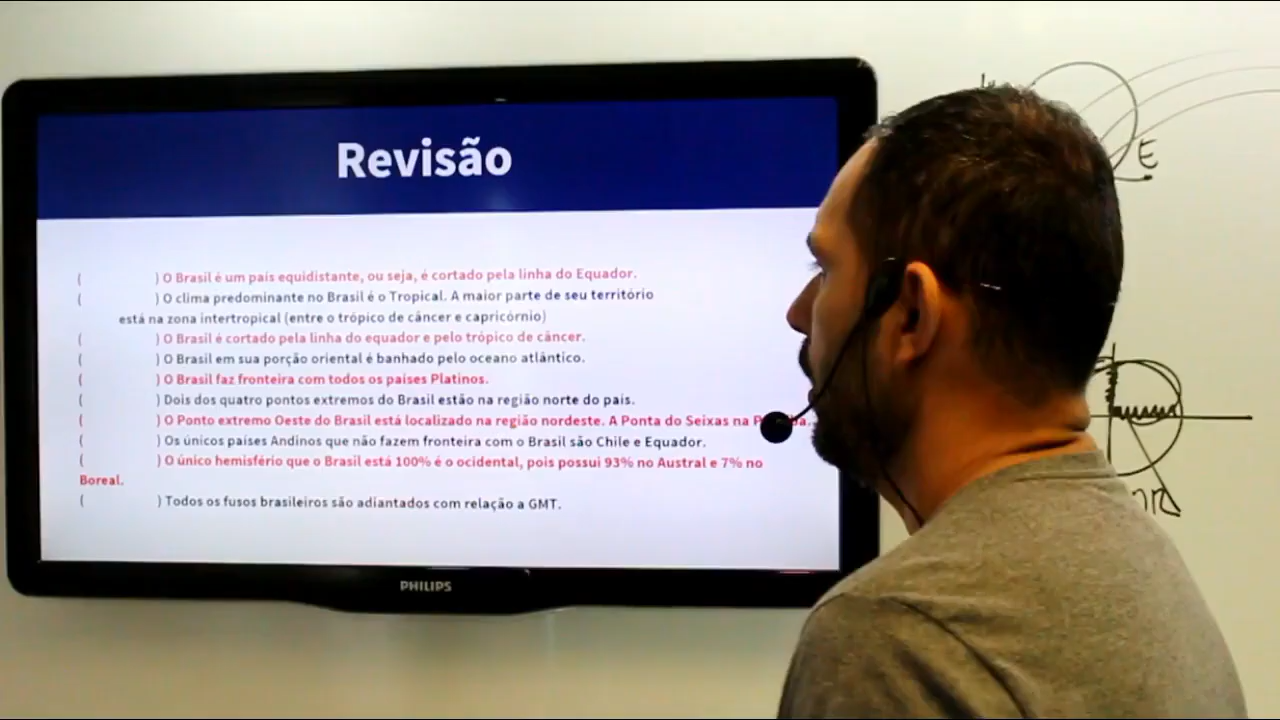 Revisão
( ) O Brasil é um país equidistante, ou seja, é cortado pela linha do Equador.
( ) O clima predominante no Brasil é o Tropical. A maior parte de seu território
está na zona intertropical (entre o trópico de câncer e capricórnio)
( ) O Brasil é cortado pela linha do equador e pelo trópico de câncer.
( ) O Brasil em sua porção oriental é banhado pelo oceano atlântico.
( ) O Brasil faz fronteira com todos os países Platinos.
( ) Dois dos quatro pontos extremos do Brasil estão na região norte do país.
( ) O Ponto extremo Oeste do Brasil está localizado na região nordeste. A Ponta do Seixas na
( ) Os únicos países Andinos que não fazem fronteira com o Brasil são Chile e Equador.
( ) O único hemisfério que o Brasil está 100% é o ocidental, pois possui 93% no Austral e 7% no
Boreal.
( ) Todos os fusos brasileiros são adiantados com relação a GMT.
PHILIPS
E